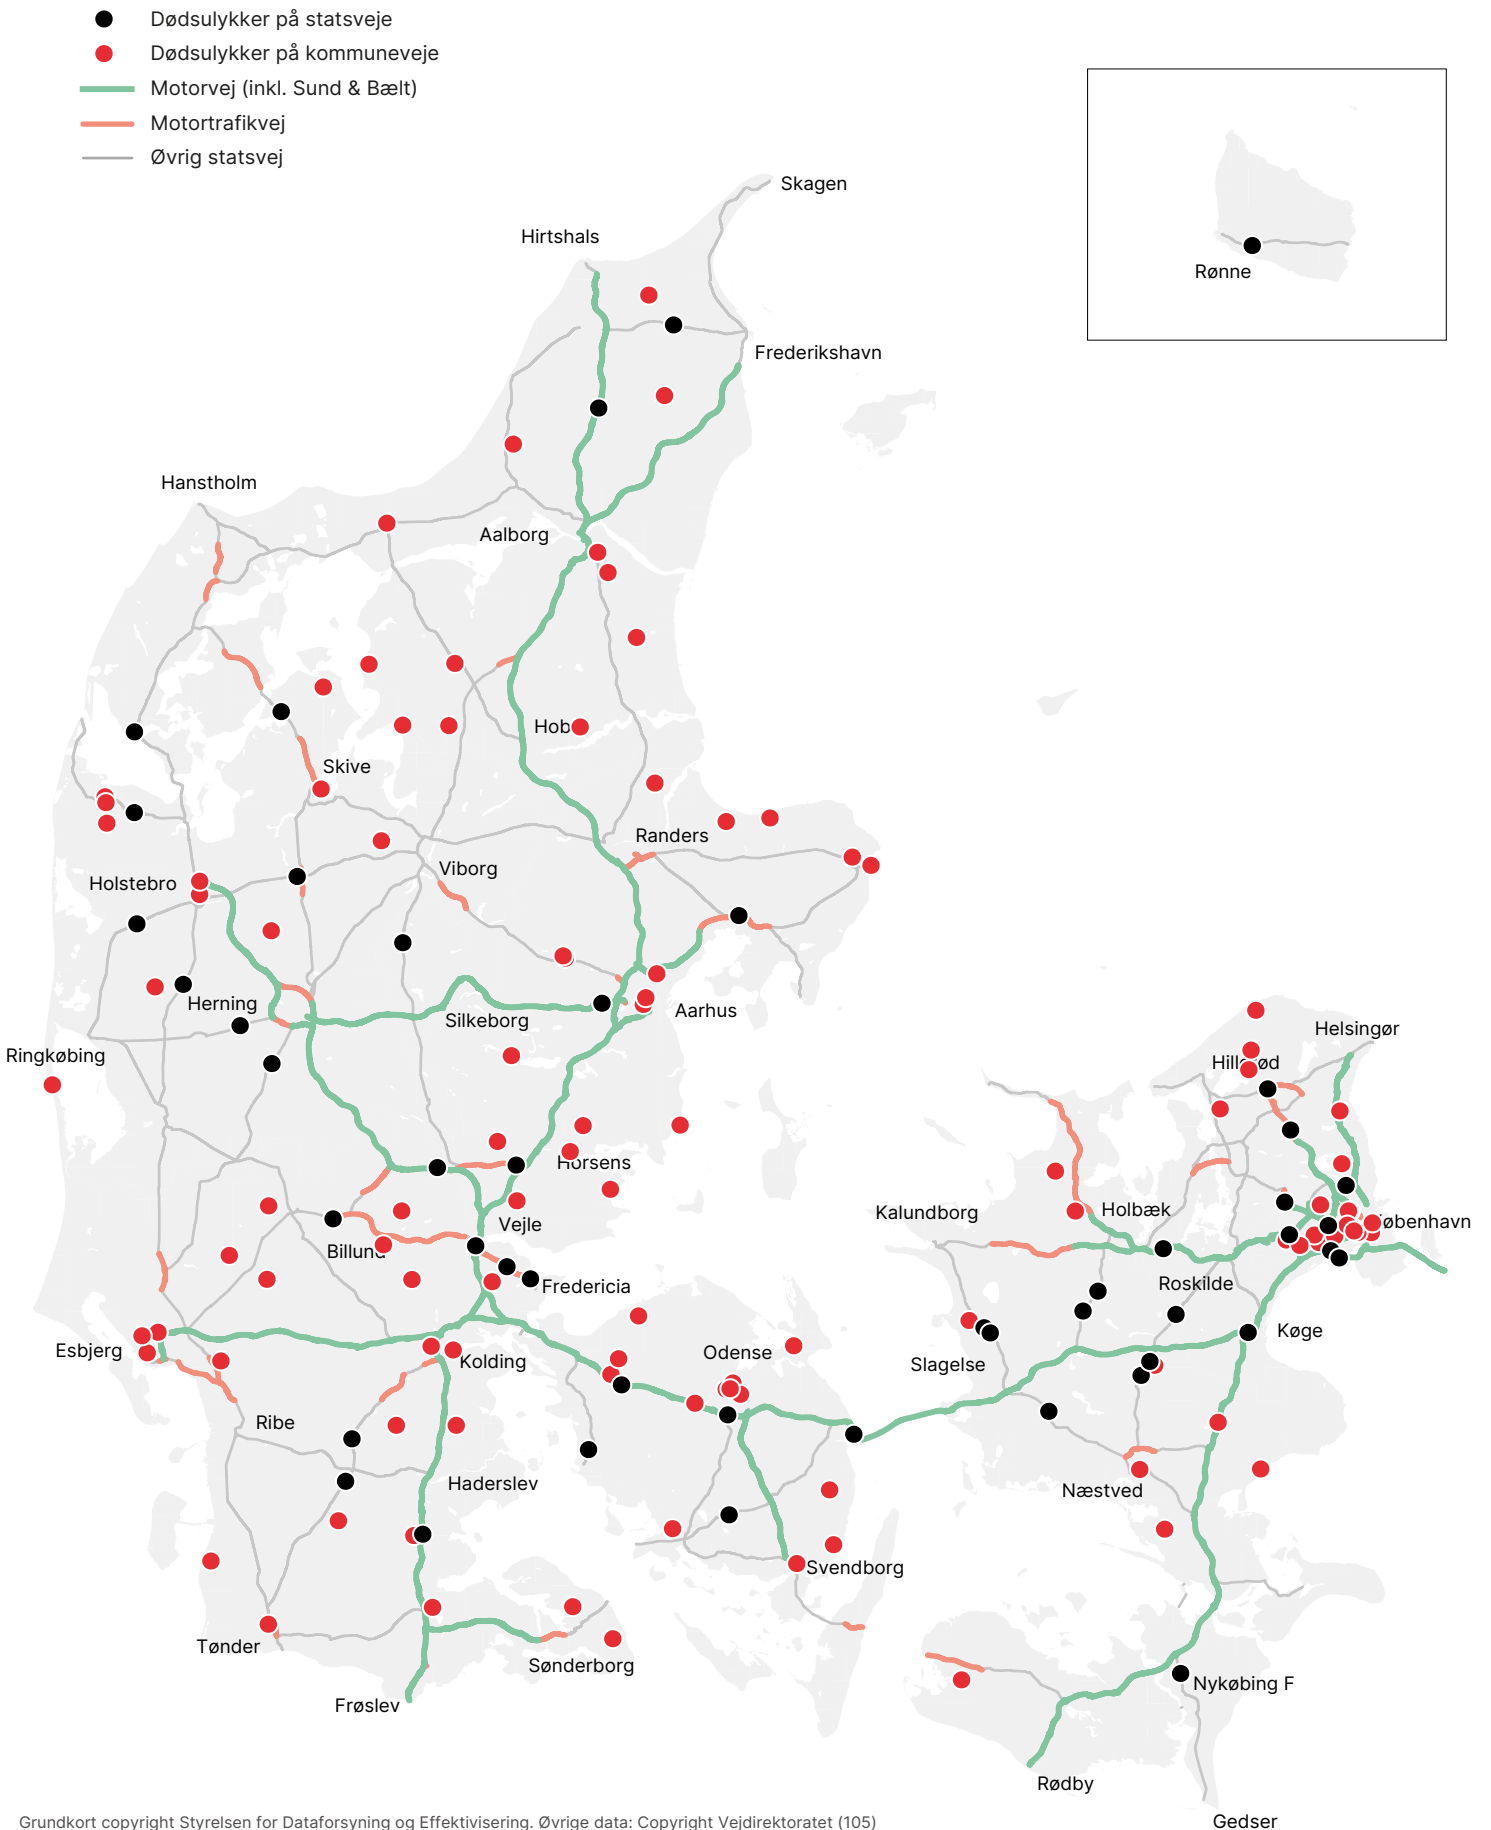 Dødsulykker på statsveje
Dødsulykker på kommuneveje
Motorvej (inkl. Sund & Bælt)
Motortrafikvej
Øvrig statsvej
Skagen
Hirtshals
Rønne
Frederikshavn
Hanstholm
Aalborg
Hob
Skive
Randers
Viborg
Holstebro
Herning
Silkeborg
Aarhus
Helsingør
Ringkøbing
Hill ød
Horsens
Kalundborg
Holbæk
Vejle
øbenhavn
Billund
Roskilde
Fredericia
Køge
Esbjerg
Odense
Kolding
Slagelse
Ribe
Haderslev
Næstved
Svendborg
Tønder
Sønderborg
Nykøbing F
Frøslev
Rødby
Grundkort copyright Styrelsen for Dataforsyning og Effektivisering. Øvrige data: Copyright Vejdirektoratet (105)
Gedser